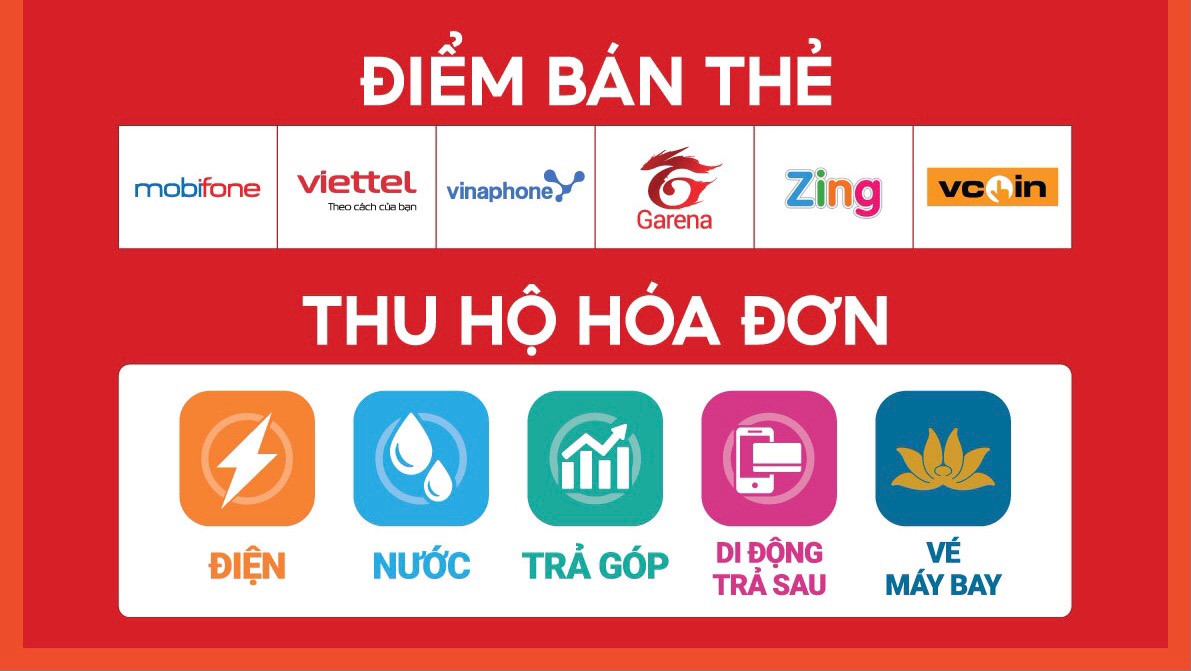 ĐIỂM BÁN THẺ
mobifone
viettel
Theo cách của bạn
vinaphone
Garena
Zing
vcoin
THU HỘ HÓA ĐƠN
ĐIỆN
NƯỚC
TRẢ GÓP
DI ĐỘNG
TRẢ SAU
VÉ
MÁY BAY